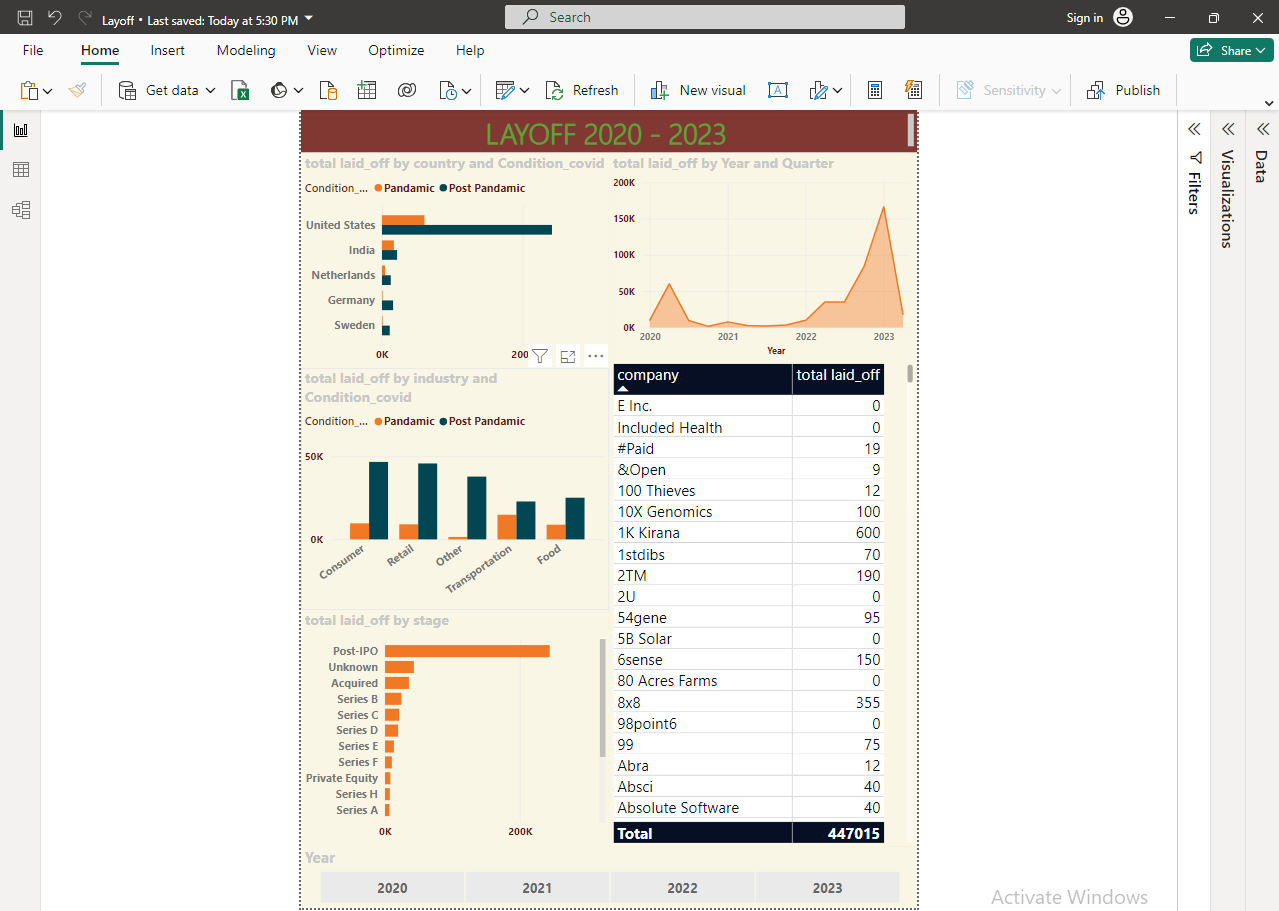 Layoff • Last saved: Today at 5:30 PM
Search
Sign in
File
Home
Insert
Modeling
View
Optimize
Help
Share
Get data
Refresh
New visual
Sensitivity
Publish
LAYOFF 2020 - 2023
total laid_off by country and Condition_covid
Condition_... Pandamic Post Pandamic
United States
India
Netherlands
Germany
Sweden
0K 200
total laid_off by Year and Quarter
200K
150K
100K
50K
0K
2020 2021 2022 2023
Year
total laid_off by industry and
Condition_covid
Condition_... Pandamic Post Pandamic
50K
0K
Consumer Retail Other Transportation Food
total laid_off by stage
Post-IPO
Unknown
Acquired
Series B
Series C
Series D
Series E
Series F
Private Equity
Series H
Series A
0K 200K
company total laid_off
E Inc. 0
Included Health 0
#Paid 19
&Open 9
100 Thieves 12
10X Genomics 100
1K Kirana 600
1stdibs 70
2TM 190
2U 0
54gene 95
5B Solar 0
6sense 150
80 Acres Farms 0
8x8 355
98point6 0
99 75
Abra 12
Absci 40
Absolute Software 40
Total 447015
Year
2020 2021 2022 2023
Filters
Visualizations
Data
Activate Windows